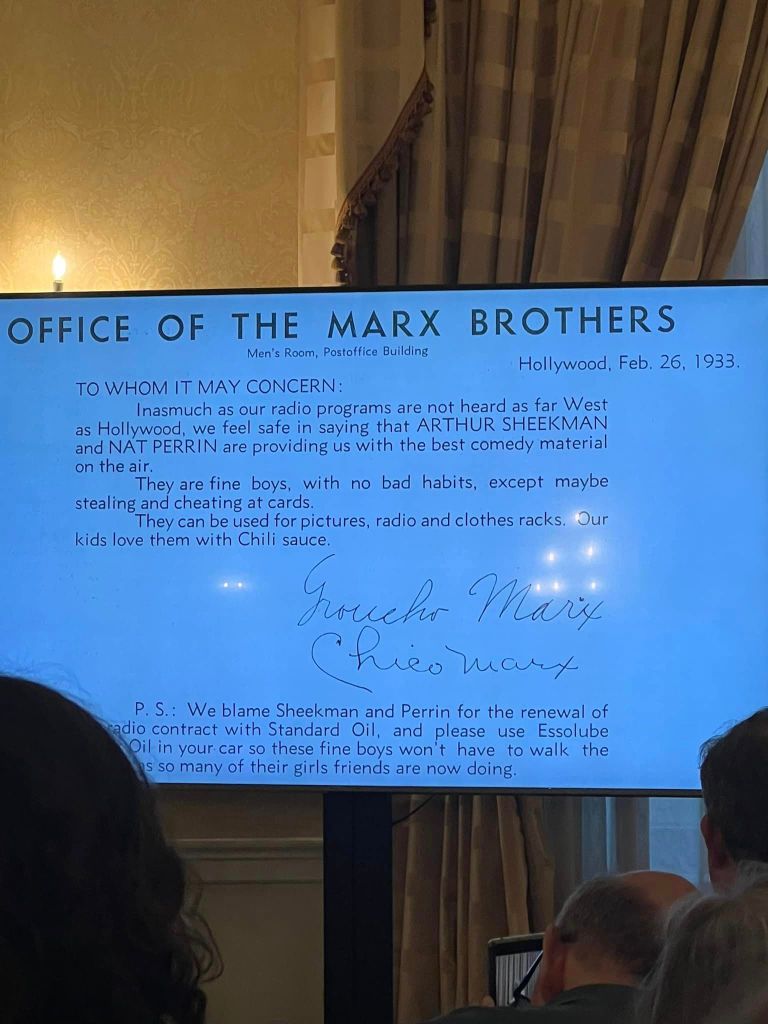 OFFICE OF THE MARX BROTHERS
Men's Room, Postoffice Building
Hollywood, Feb. 26, 1933.
TO WHOM IT MAY CONCERN:
Inasmuch as our radio programs are not heard as far West
as Hollywood, we feel safe in saying that ARTHUR SHEEKMAN
and NAT PERRIN are providing us with the best comedy material
on the air.
They are fine boys, with no bad habits, except maybe
stealing and cheating at cards.
They can be used for pictures, radio and clothes racks. Our
kids love them with Chili sauce.
Groucho Marx
Chico Marx
P. S.: We blame Sheekman and Perrin for the renewal of
radio contract with Standard Oil, and please use Essolube
Oil in your car so these fine boys won't have to walk the
as so many of their girls friends are now doing.